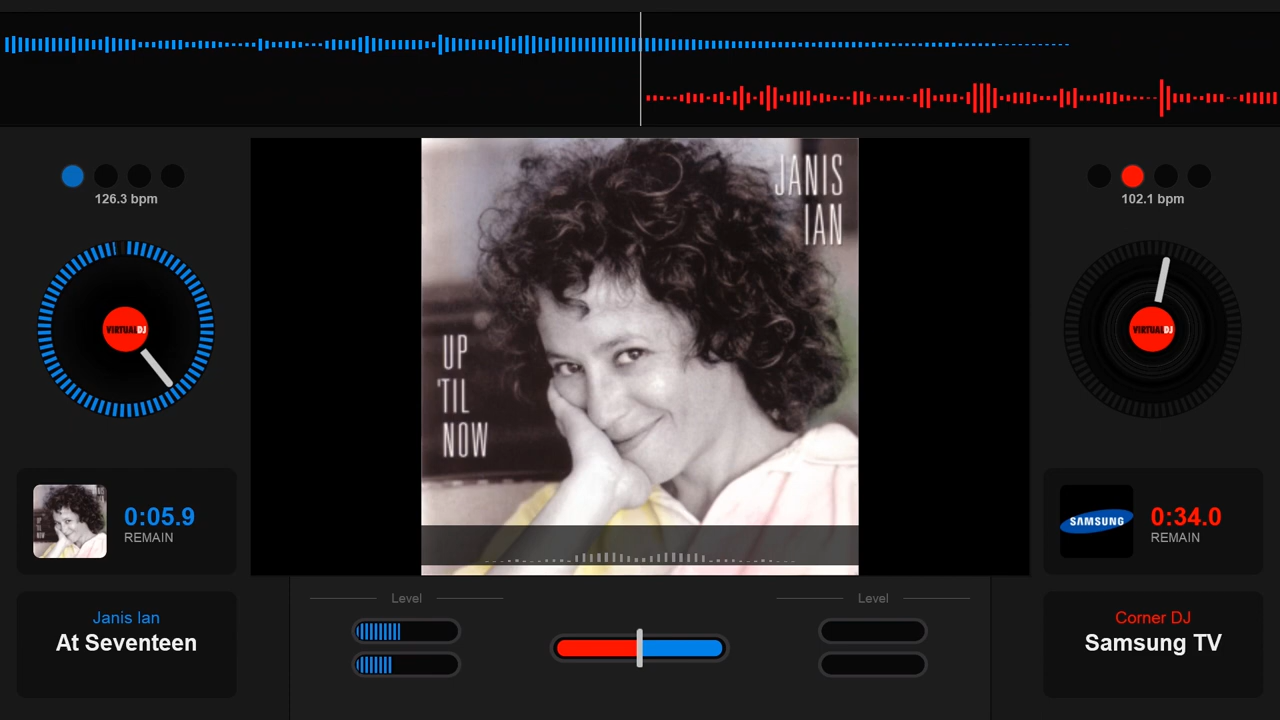 126.3 bpm
102.1 bpm
JANIS
IAN
UP
'TIL
NOW
VIRTUALDJ
VIRTUALDJ
0:05.9
REMAIN
SAMSUNG
0:34.0
REMAIN
Level
Level
Janis Ian
At Seventeen
Corner DJ
Samsung TV